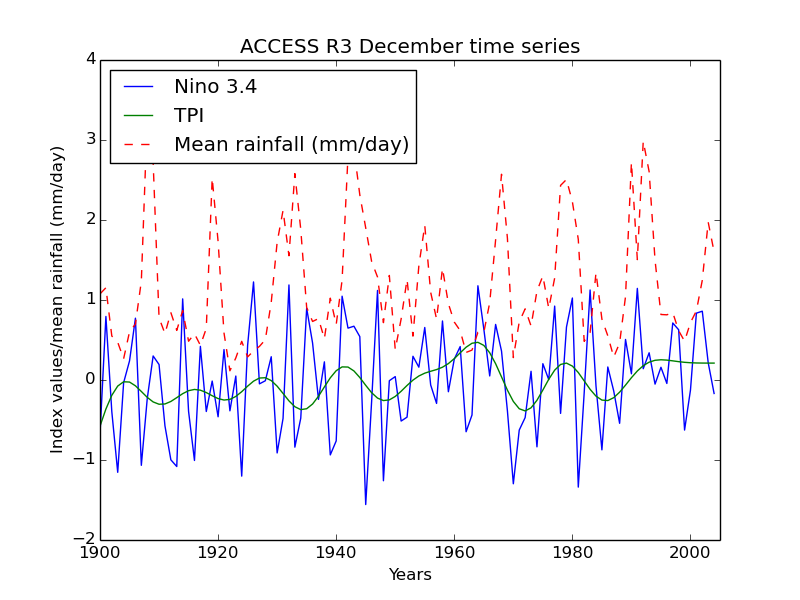 ACCESS R3 December time series
Nino 3.4
TPI
Mean rainfall (mm/day)
Index values/mean rainfall (mm/day)
4
3
2
1
0
−1
−2
1900 1920 1940 1960 1980 2000
Years